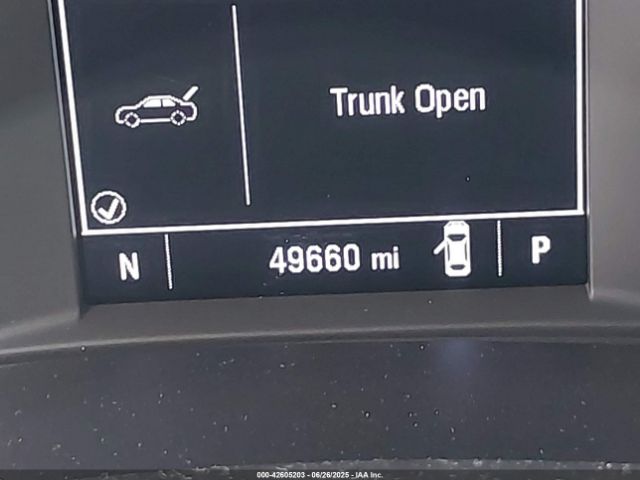 Trunk Open
N 49660 mi P
000-42605203 - 06/26/2025 - IAA Inc.